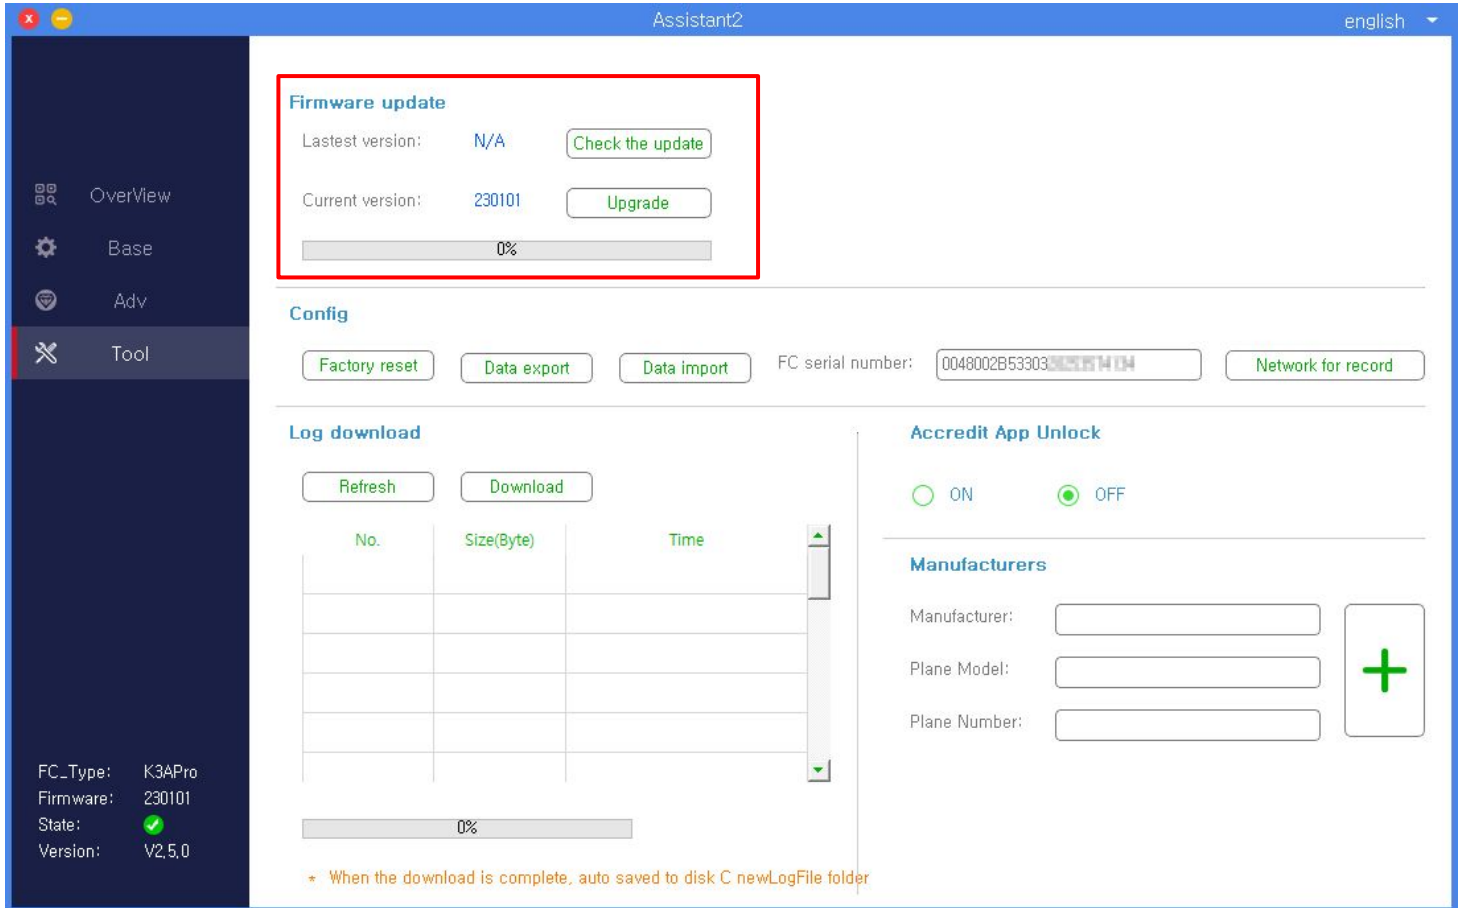 Assistant2
english
OverView
Base
Adv
Tool
FC_Type: K3APro
Firmware: 230101
State:
Version: V2.5.0
Firmware update
Lastest version: N/A Check the update
Current version: 230101 Upgrade
0%
Config
Factory reset Data export Data import FC serial number: 0048002B53303 Network for record
Log download
Refresh Download
No. Size(Byte) Time
0%
* When the download is complete, auto saved to disk C newLogFile folder
Accredit App Unlock
ON OFF
Manufacturers
Manufacturer:
Plane Model:
Plane Number: